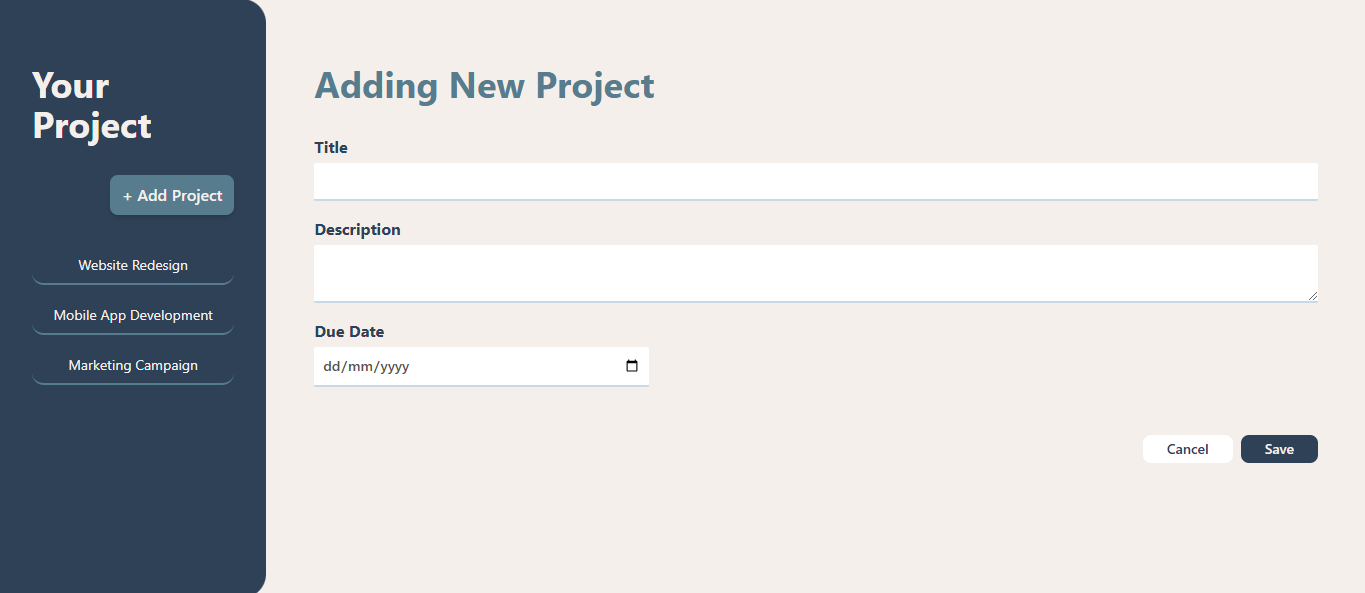 Your
Project
+ Add Project
Website Redesign
Mobile App Development
Marketing Campaign
Adding New Project
Title
Description
Due Date
dd/mm/yyyy
Cancel
Save